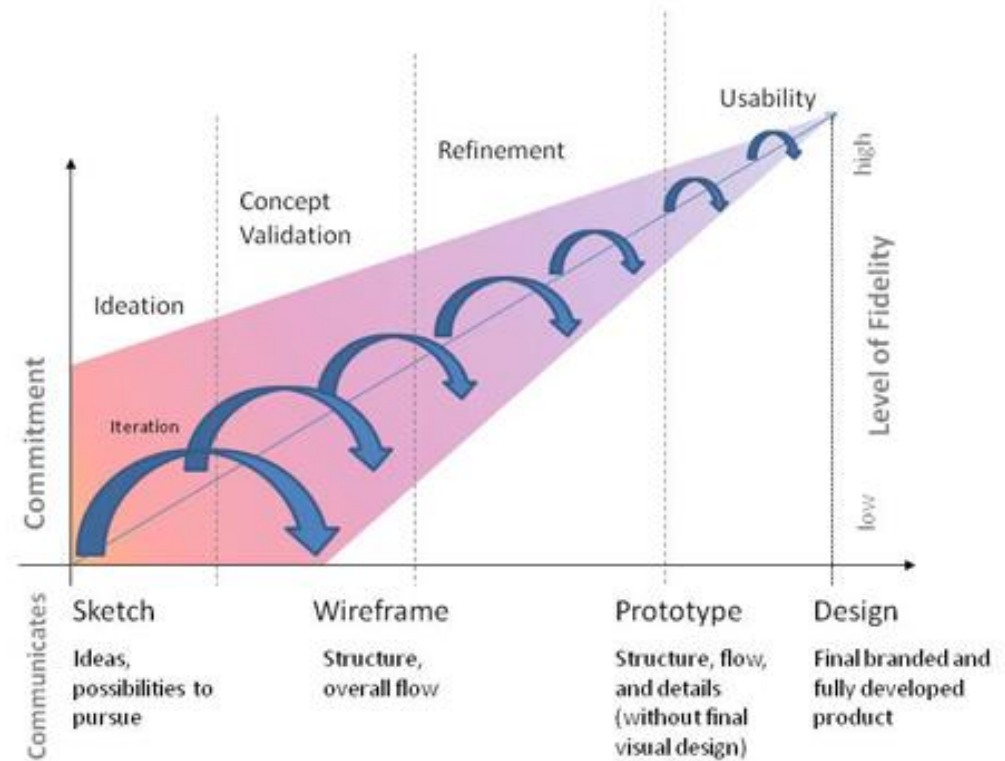 Usability
high
Refinement
Concept
Validation
Ideation
Level of Fidelity
Commitment
Iteration
low
Communicates
Sketch
Ideas,
possibilities to
pursue
Wireframe
Structure,
overall flow
Prototype
Structure, flow,
and details
(without final
visual design)
Design
Final branded and
fully developed
product